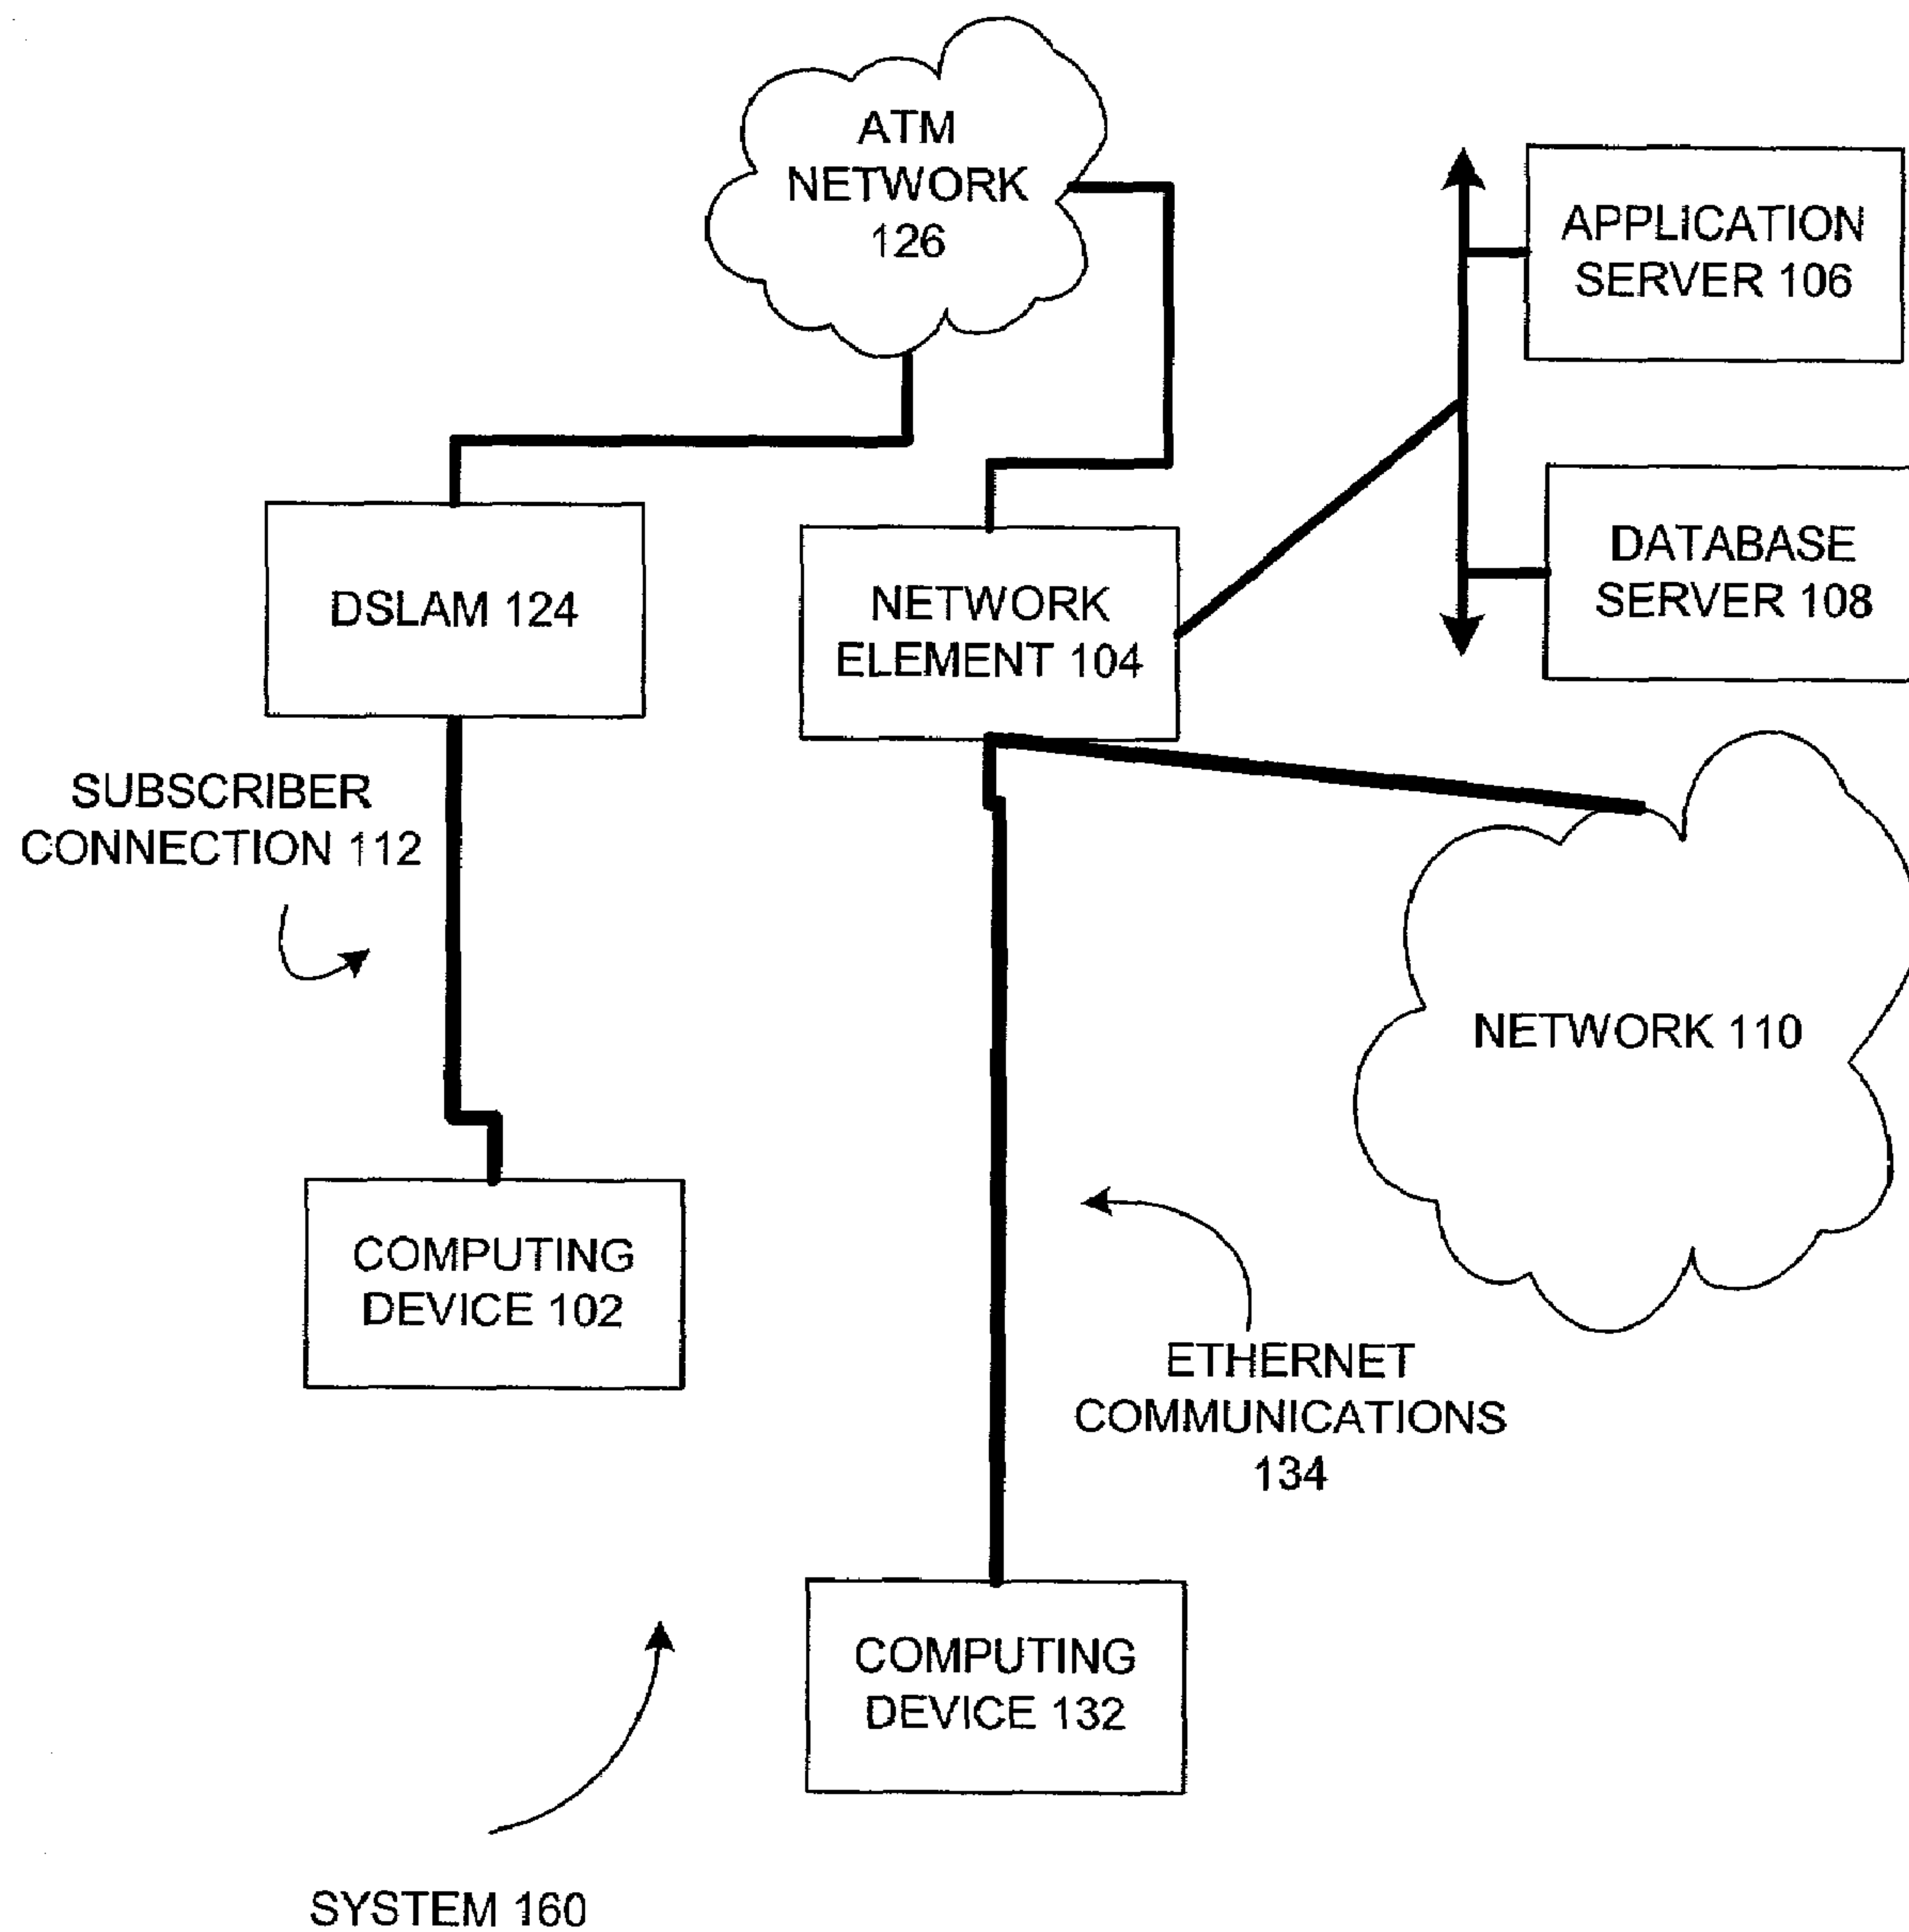 ATM
NETWORK
126
APPLICATION
SERVER 106
DATABASE
SERVER 108
DSLAM 124
NETWORK
ELEMENT 104
SUBSCRIBER
CONNECTION 112
NETWORK 110
COMPUTING
DEVICE 102
ETHERNET
COMMUNICATIONS
134
COMPUTING
DEVICE 132
SYSTEM 160